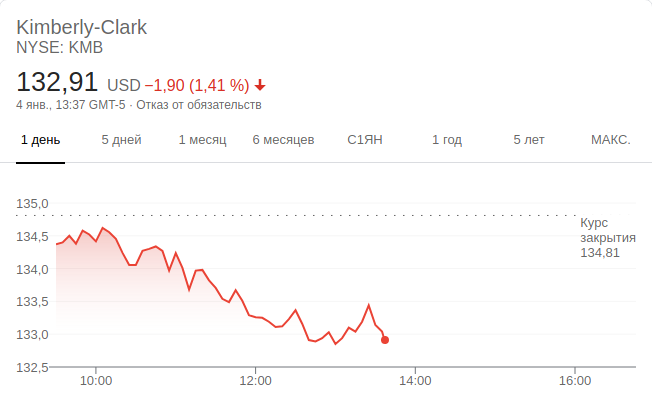 Kimberly-Clark
NYSE: KMB
132,91 USD −1,90 (1,41 %)
4 янв., 13:37 GMT-5 · Отказ от обязательств
1 день 5 дней 1 месяц 6 месяцев С1ЯН 1 год 5 лет МАКС.
135,0
134,5
134,0
133,5
133,0
132,5
Курс
закрытия
134,81
10:00 12:00 14:00 16:00